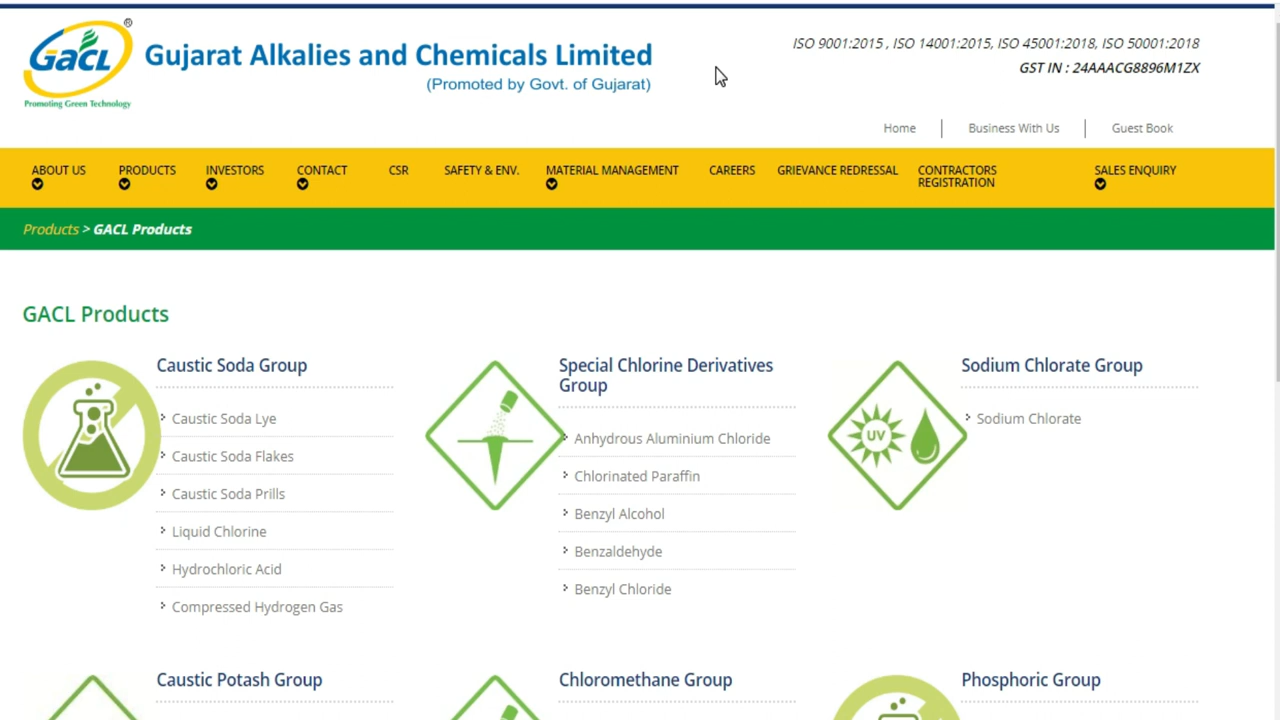 GACL
®
Promoting Green Technology
Gujarat Alkalies and Chemicals Limited
(Promoted by Govt. of Gujarat)
ISO 9001:2015 , ISO 14001:2015, ISO 45001:2018, ISO 50001:2018
GST IN : 24AAACG8896M1ZX
Home
Business With Us
Guest Book
ABOUT US
PRODUCTS
INVESTORS
CONTACT
CSR
SAFETY & ENV.
MATERIAL MANAGEMENT
CAREERS
GRIEVANCE REDRESSAL
CONTRACTORS
REGISTRATION
SALES ENQUIRY
Products > GACL Products
GACL Products
Caustic Soda Group
Caustic Soda Lye
Caustic Soda Flakes
Caustic Soda Prills
Liquid Chlorine
Hydrochloric Acid
Compressed Hydrogen Gas
Special Chlorine Derivatives
Group
Anhydrous Aluminium Chloride
Chlorinated Paraffin
Benzyl Alcohol
Benzaldehyde
Benzyl Chloride
UV
Sodium Chlorate Group
Sodium Chlorate
Caustic Potash Group
Chloromethane Group
Phosphoric Group